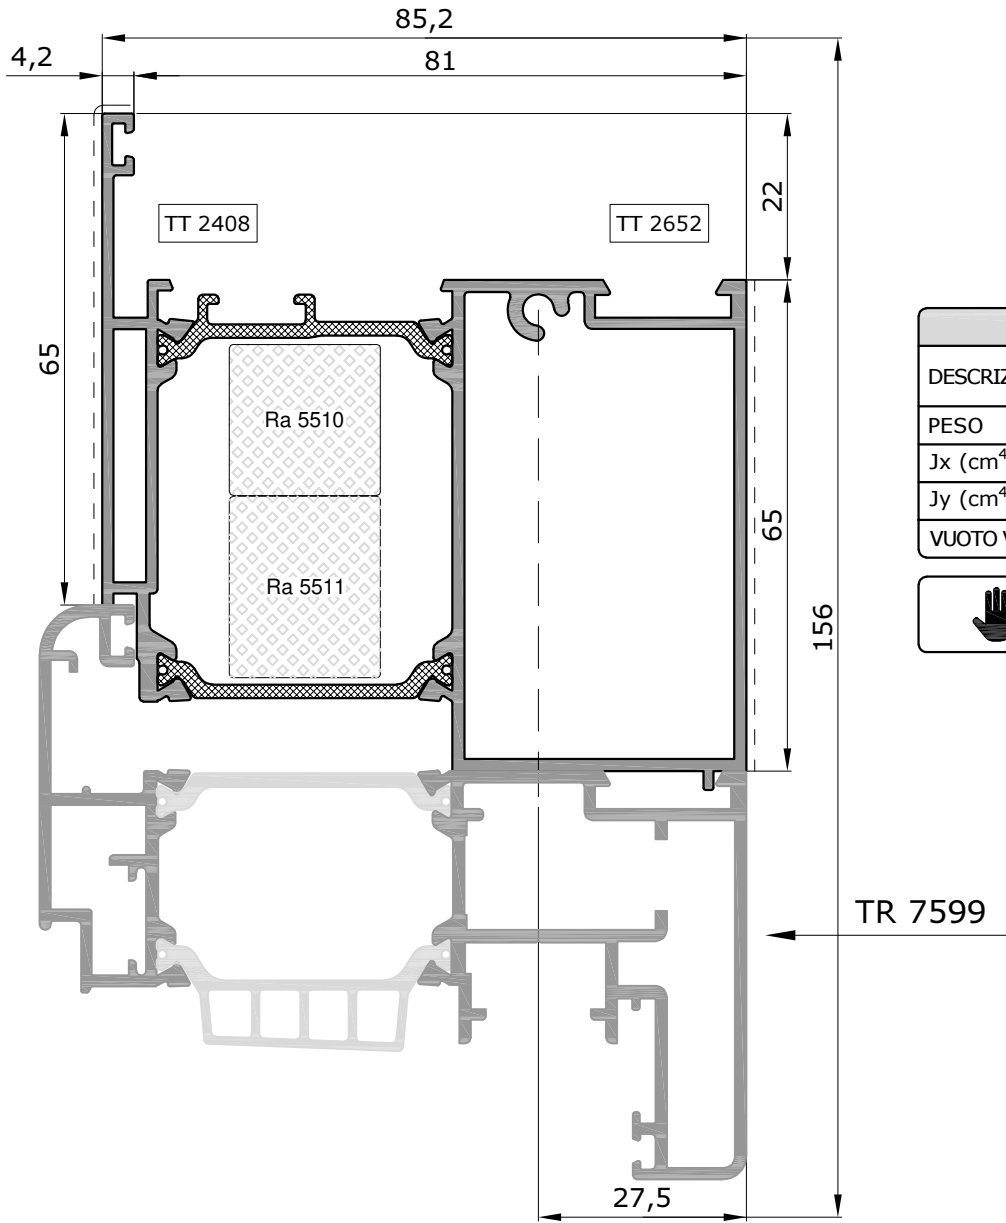 85,2
4,2
81
22
TT 2408
TT 2652
65
Ra 5510
DESCRIZ
PESO
Jx (cm⁴
Jy (cm⁴
VUOTO V
65
Ra 5511
156
TR 7599
27,5